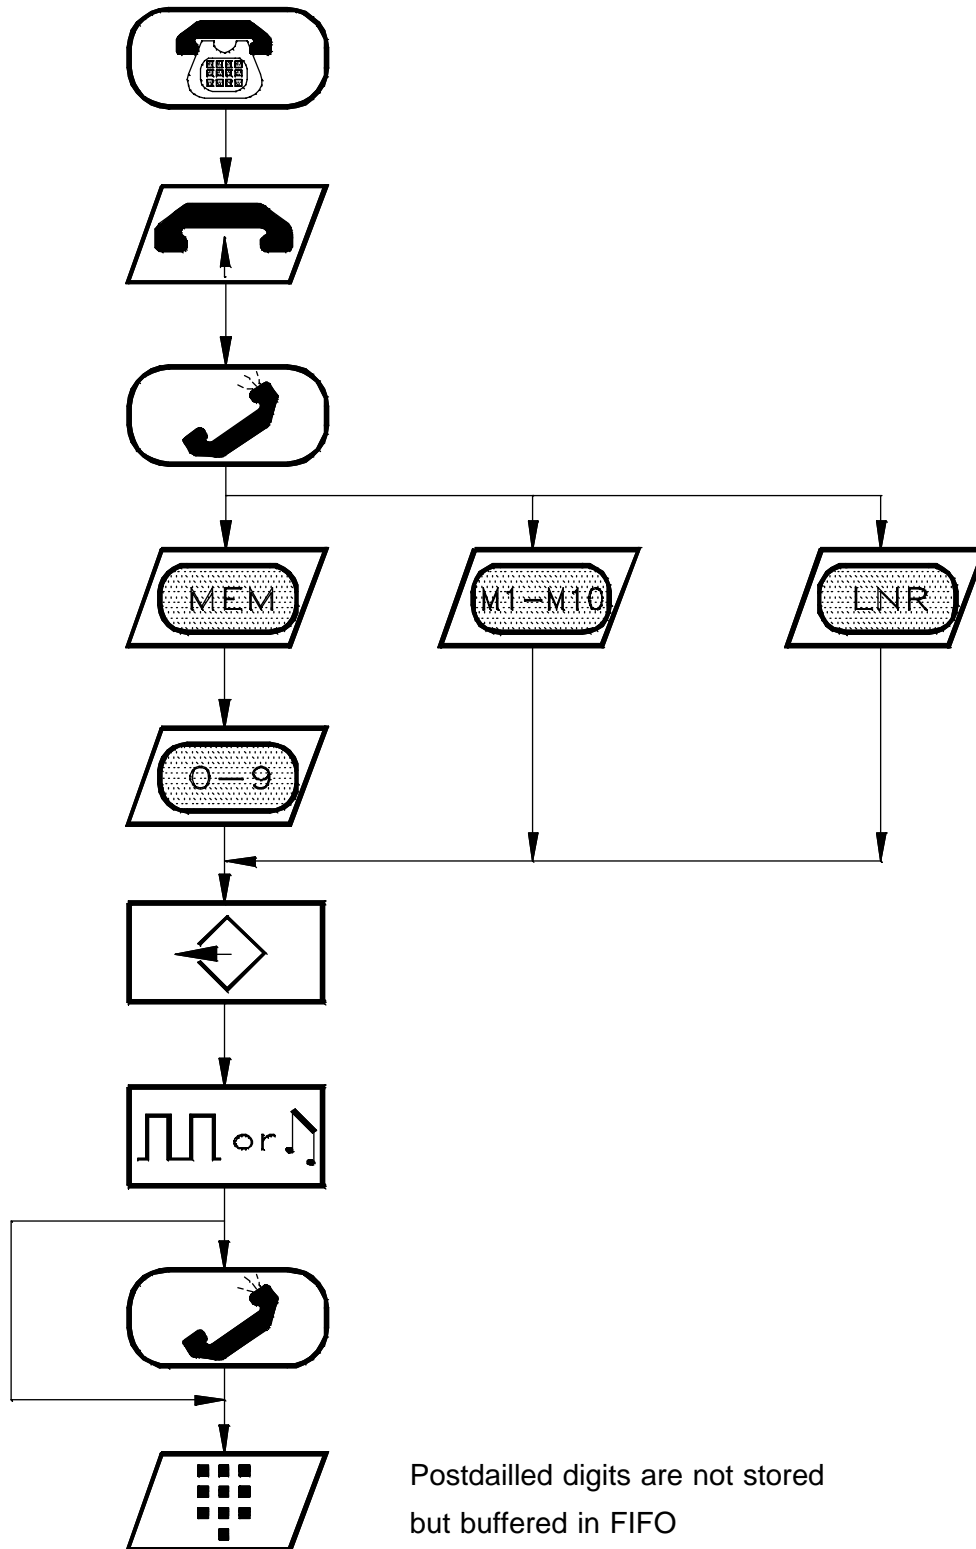 MEM
M1-M10
LNR
0-9
or
Postdailled digits are not stored
but buffered in FIFO